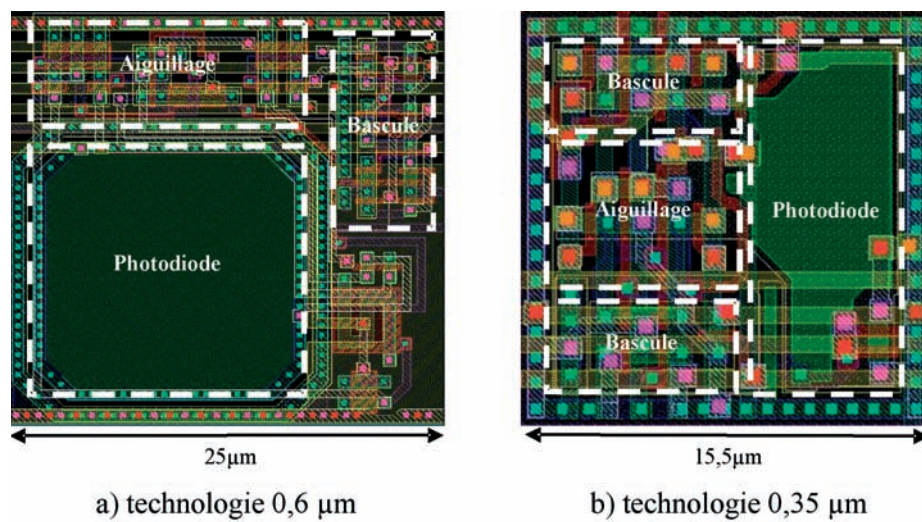 Aiguillage
Bascule
Photodiode
25µm
a) technologie 0,6 µm
Bascule
Aiguillage
Photodiode
Bascule
15,5µm
b) technologie 0,35 µm